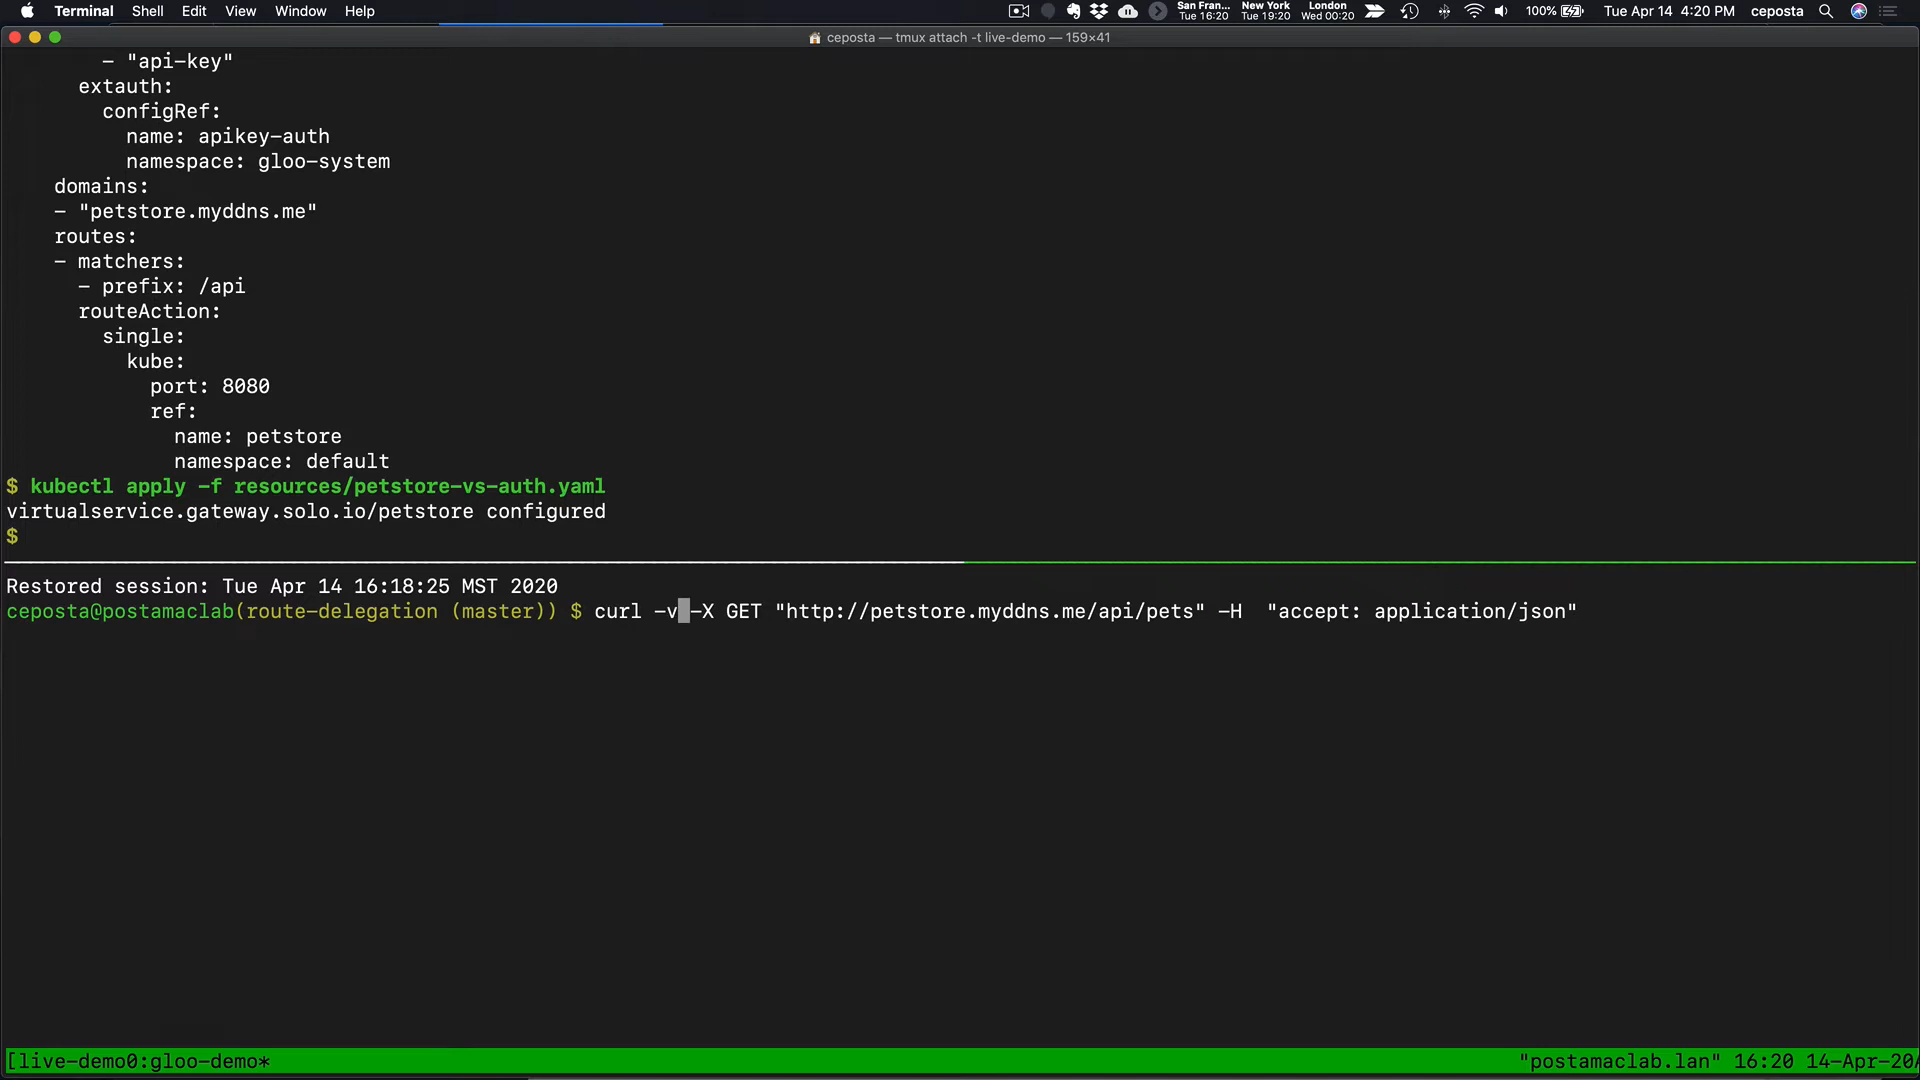 Terminal Shell Edit View Window Help San Fran... Tue 16:20 New York Tue 19:20 London Wed 00:20 100% Tue Apr 14 4:20 PM ceposta
ceposta — tmux attach -t live-demo — 159×41
- "api-key"
extauth:
configRef:
name: apikey-auth
namespace: gloo-system
domains:
- "petstore.myddns.me"
routes:
- matchers:
- prefix: /api
routeAction:
single:
kube:
port: 8080
ref:
name: petstore
namespace: default
$ kubectl apply -f resources/petstore-vs-auth.yaml
virtualservice.gateway.solo.io/petstore configured
$
Restored session: Tue Apr 14 16:18:25 MST 2020
ceposta@postamaclab(route-delegation (master)) $ curl -v -X GET "http://petstore.myddns.me/api/pets" -H  "accept: application/json"
[live-demo0:gloo-demo* "postamaclab.lan" 16:20 14-Apr-20